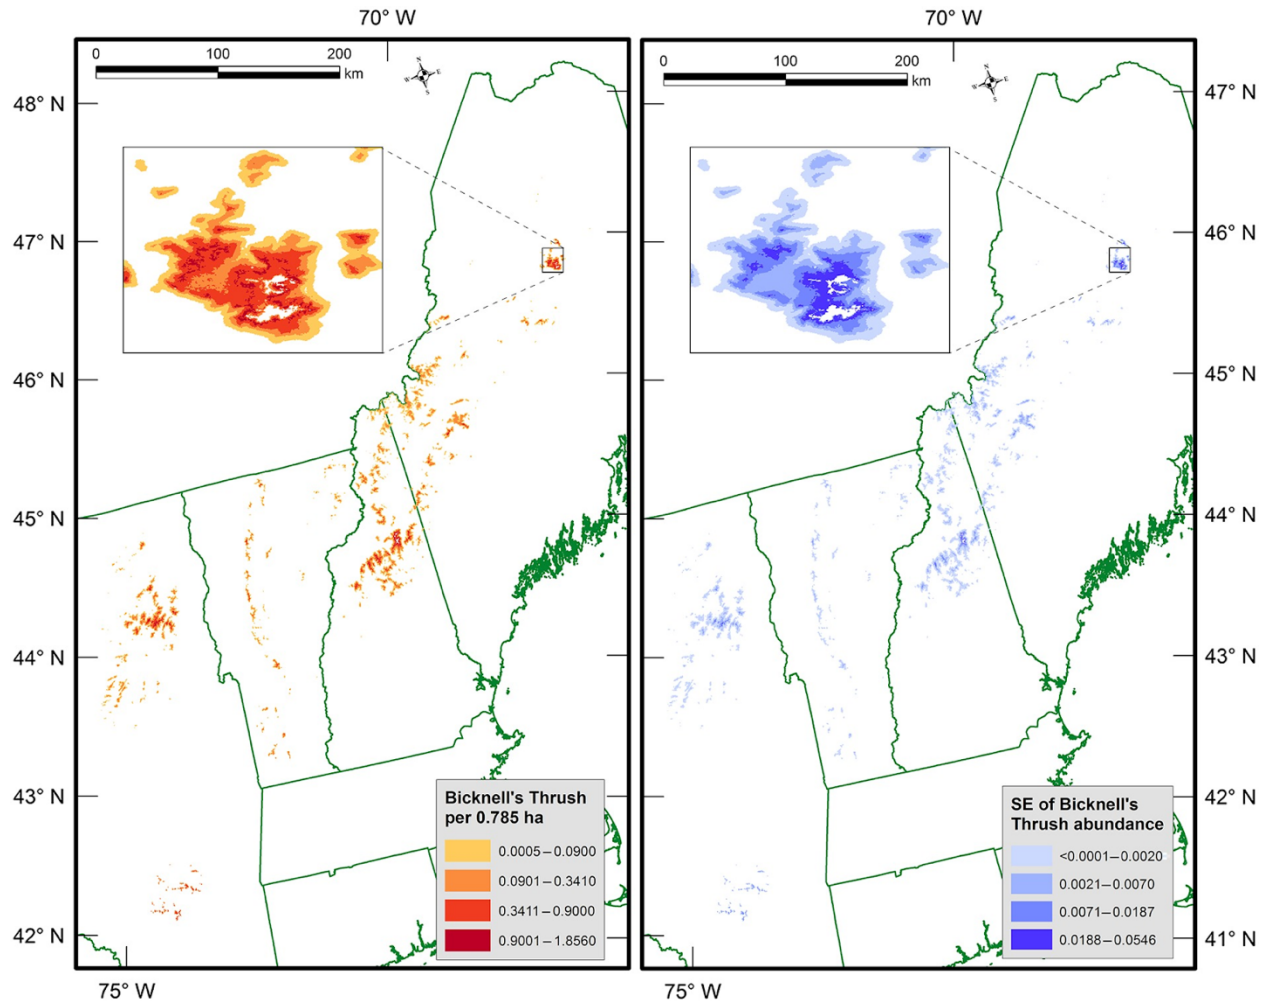 70° W
70° W
0 100 200
km
N
W E
S
0 100 200
km
N
W E
S
48° N
47° N
46° N
45° N
44° N
43° N
42° N
47° N
46° N
45° N
44° N
43° N
42° N
41° N
Bicknell's Thrush
per 0.785 ha
0.0005–0.0900
0.0901–0.3410
0.3411–0.9000
0.9001–1.8560
SE of Bicknell's
Thrush abundance
<0.0001–0.0020
0.0021–0.0070
0.0071–0.0187
0.0188–0.0546
75° W
75° W